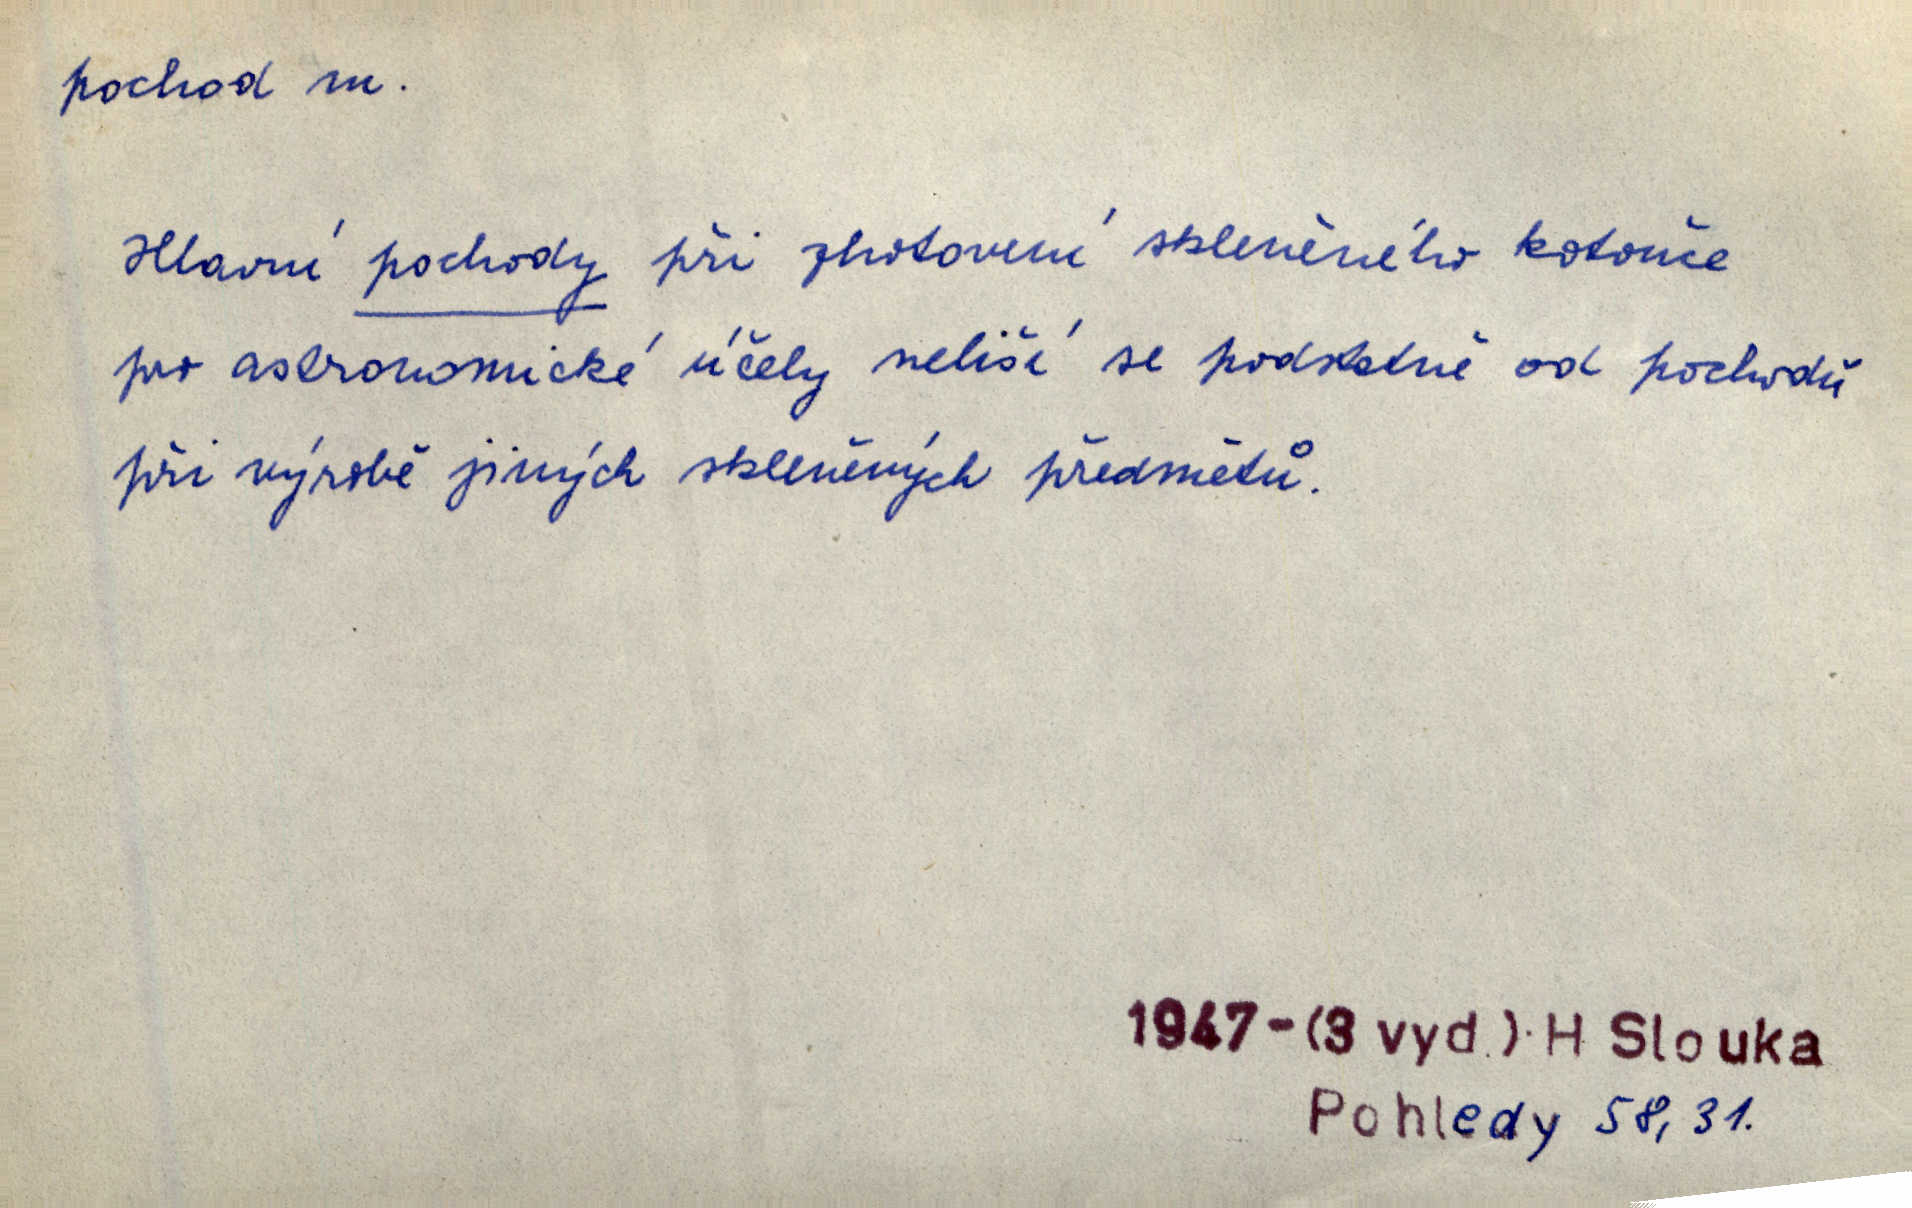 pochod m.
Hlavní pochody při zhotovení skleněného kotouče
pro astronomické účely neliší se podstatně od pochodů
při výrobě jiných skleněných předmětů.
1947-(3 vyd.) H Slouka
Pohledy 58, 31.